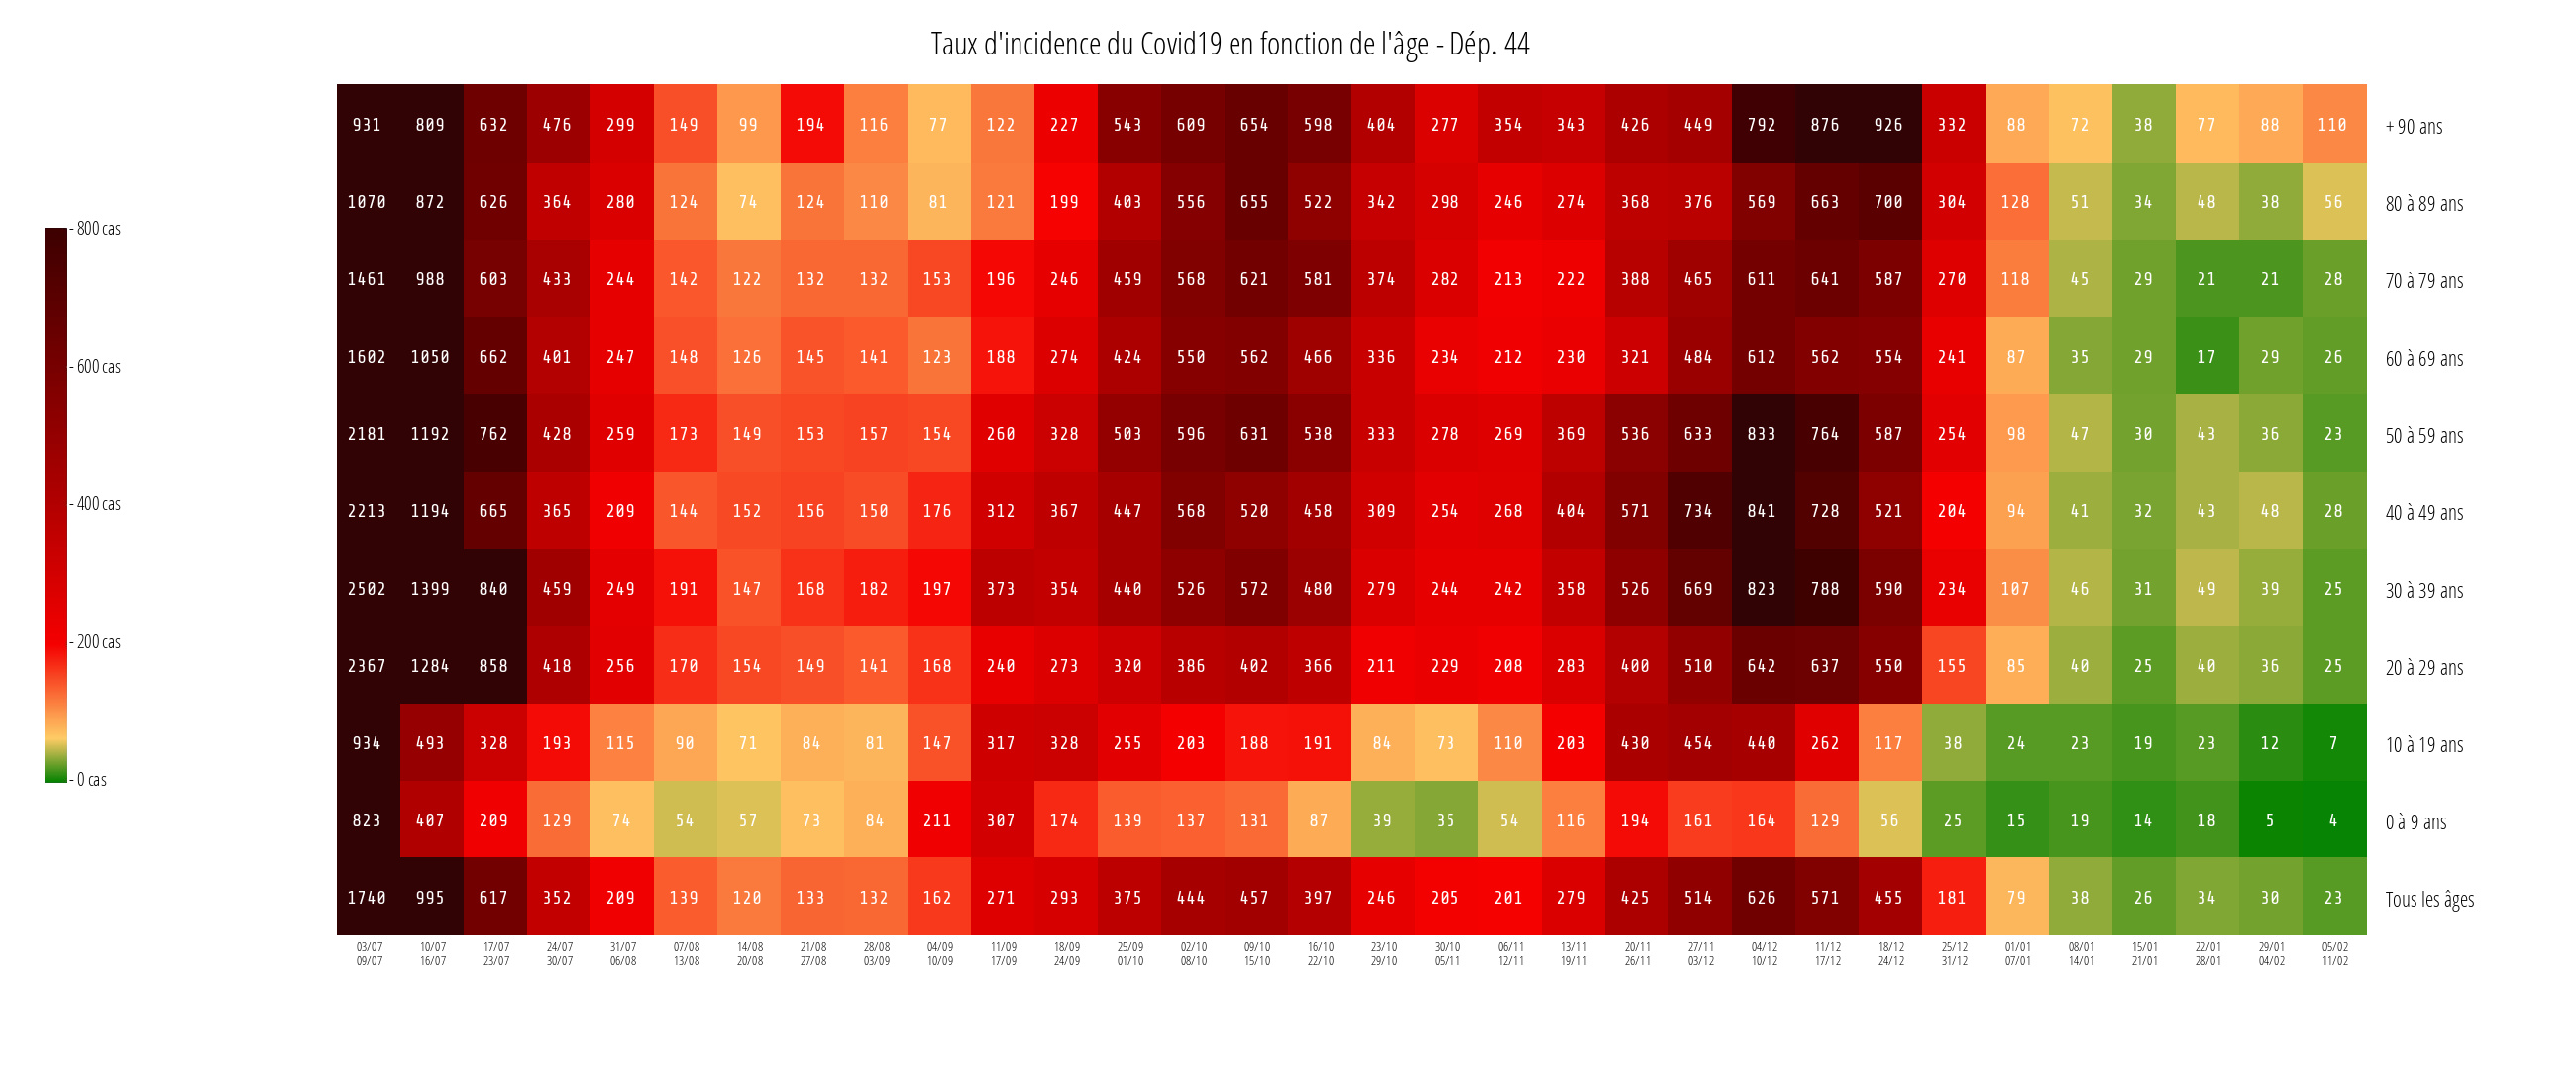 Taux d'incidence du Covid19 en fonction de l'âge - Dép. 44
- 800 cas
- 600 cas
- 400 cas
- 200 cas
- 0 cas
931 809 632 476 299 149 99 194 116 77 122 227 543 609 654 598 404 277 354 343 426 449 792 876 926 332 88 72 38 77 88 110 + 90 ans
1070 872 626 364 280 124 74 124 110 81 121 199 403 556 655 522 342 298 246 274 368 376 569 663 700 304 128 51 34 48 38 56 80 à 89 ans
1461 988 603 433 244 142 122 132 132 153 196 246 459 568 621 581 374 282 213 222 388 465 611 641 587 270 118 45 29 21 21 28 70 à 79 ans
1602 1050 662 401 247 148 126 145 141 123 188 274 424 550 562 466 336 234 212 230 321 484 612 562 554 241 87 35 29 17 29 26 60 à 69 ans
2181 1192 762 428 259 173 149 153 157 154 260 328 503 596 631 538 333 278 269 369 536 633 833 764 587 254 98 47 30 43 36 23 50 à 59 ans
2213 1194 665 365 209 144 152 156 150 176 312 367 447 568 520 458 309 254 268 404 571 734 841 728 521 204 94 41 32 43 48 28 40 à 49 ans
2502 1399 840 459 249 191 147 168 182 197 373 354 440 526 572 480 279 244 242 358 526 669 823 788 590 234 107 46 31 49 39 25 30 à 39 ans
2367 1284 858 418 256 170 154 149 141 168 240 273 320 386 402 366 211 229 208 283 400 510 642 637 550 155 85 40 25 40 36 25 20 à 29 ans
934 493 328 193 115 90 71 84 81 147 317 328 255 203 188 191 84 73 110 203 430 454 440 262 117 38 24 23 19 23 12 7 10 à 19 ans
823 407 209 129 74 54 57 73 84 211 307 174 139 137 131 87 39 35 54 116 194 161 164 129 56 25 15 19 14 18 5 4 0 à 9 ans
1740 995 617 352 209 139 120 133 132 162 271 293 375 444 457 397 246 205 201 279 425 514 626 571 455 181 79 38 26 34 30 23 Tous les âges
03/07 10/07 17/07 24/07 31/07 07/08 14/08 21/08 28/08 04/09 11/09 18/09 25/09 02/10 09/10 16/10 23/10 30/10 06/11 13/11 20/11 27/11 04/12 11/12 18/12 25/12 01/01 08/01 15/01 22/01 29/01 05/02
09/07 16/07 23/07 30/07 06/08 13/08 20/08 27/08 03/09 10/09 17/09 24/09 01/10 08/10 15/10 22/10 29/10 05/11 12/11 19/11 26/11 03/12 10/12 17/12 24/12 31/12 07/01 14/01 21/01 28/01 04/02 11/02